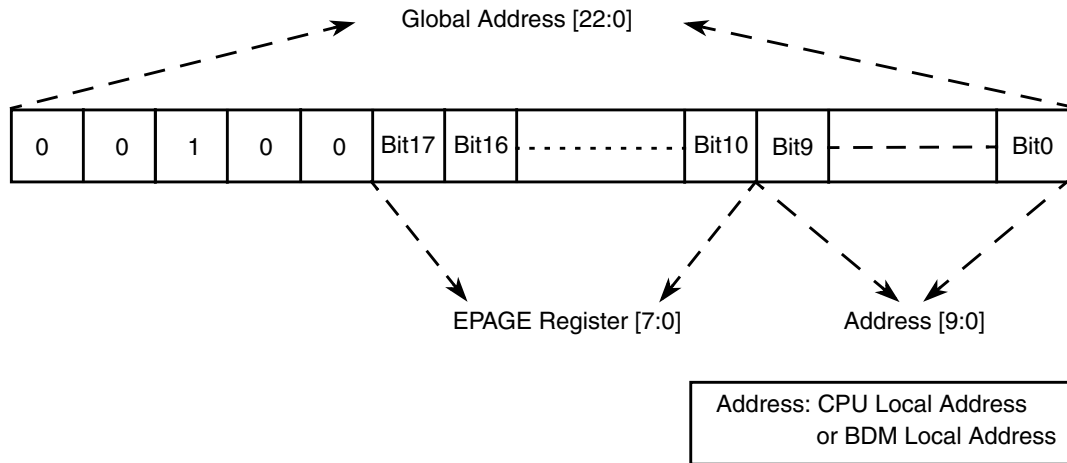 Global Address [22:0]
0 0 1 0 0 Bit17 Bit16 Bit10 Bit9 Bit0
EPAGE Register [7:0] Address [9:0]
Address: CPU Local Address
or BDM Local Address